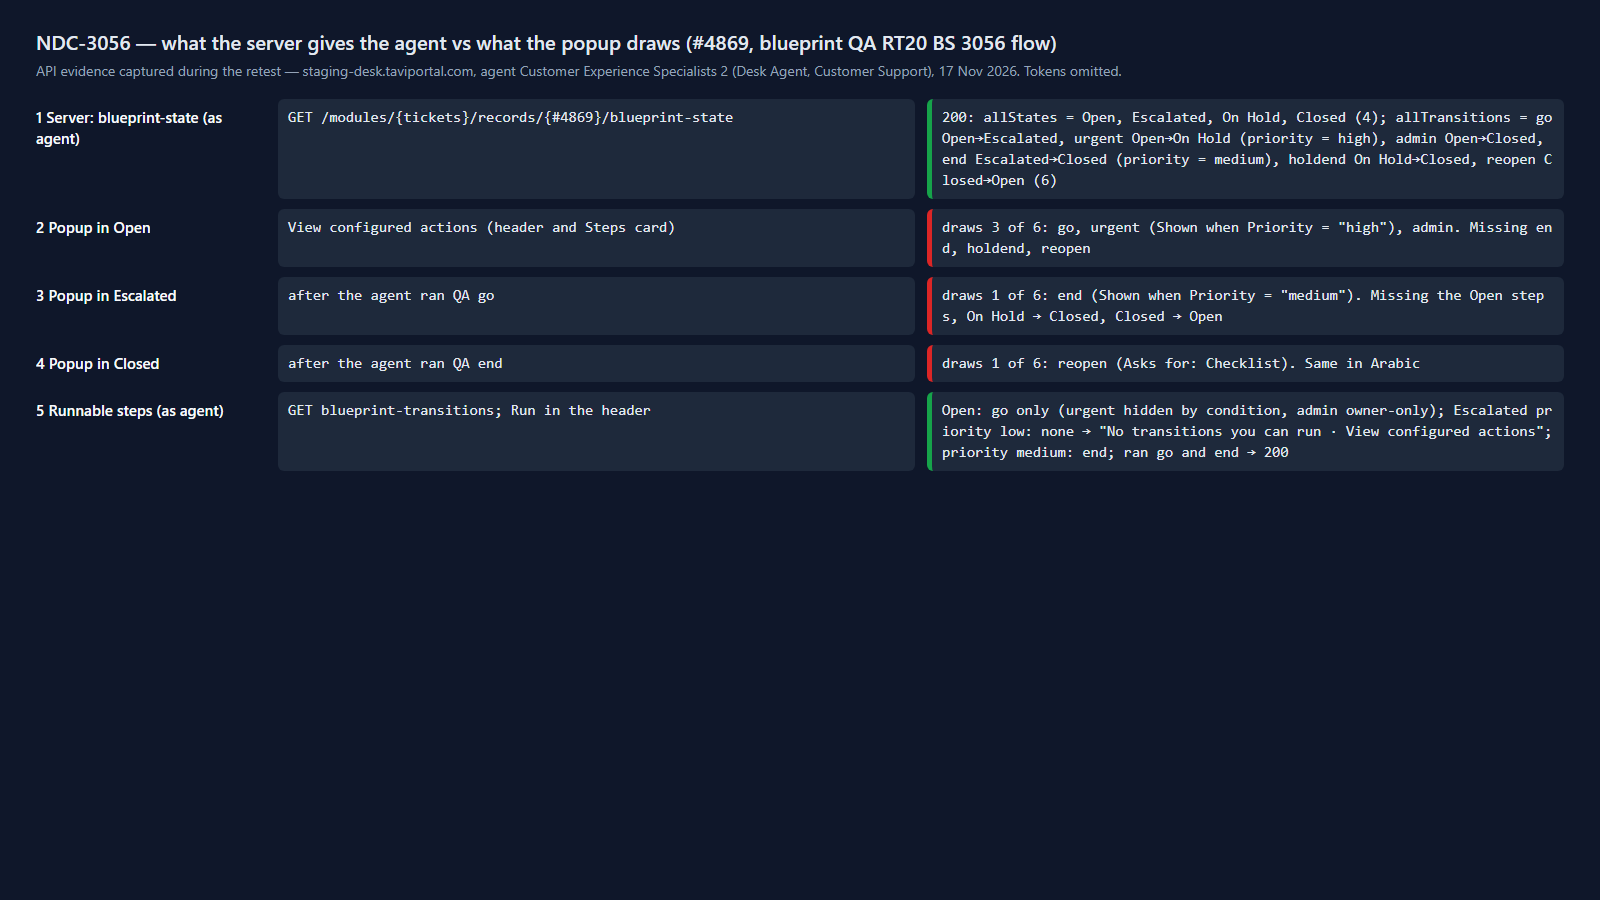 NDC-3056 — what the server gives the agent vs what the popup draws (#4869, blueprint QA RT20 BS 3056 flow)
API evidence captured during the retest — staging-desk.taviportal.com, agent Customer Experience Specialists 2 (Desk Agent, Customer Support), 17 Nov 2026. Tokens omitted.
1 Server: blueprint-state (as
agent)
GET /modules/{tickets}/records/{#4869}/blueprint-state
200: allStates = Open, Escalated, On Hold, Closed (4); allTransitions = go
Open→Escalated, urgent Open→On Hold (priority = high), admin Open→Closed,
end Escalated→Closed (priority = medium), holdend On Hold→Closed, reopen C
losed→Open (6)
2 Popup in Open
View configured actions (header and Steps card)
draws 3 of 6: go, urgent (Shown when Priority = "high"), admin. Missing en
d, holdend, reopen
3 Popup in Escalated
after the agent ran QA go
draws 1 of 6: end (Shown when Priority = "medium"). Missing the Open step
s, On Hold → Closed, Closed → Open
4 Popup in Closed
after the agent ran QA end
draws 1 of 6: reopen (Asks for: Checklist). Same in Arabic
5 Runnable steps (as agent)
GET blueprint-transitions; Run in the header
Open: go only (urgent hidden by condition, admin owner-only); Escalated pr
iority low: none → "No transitions you can run · View configured actions";
priority medium: end; ran go and end → 200